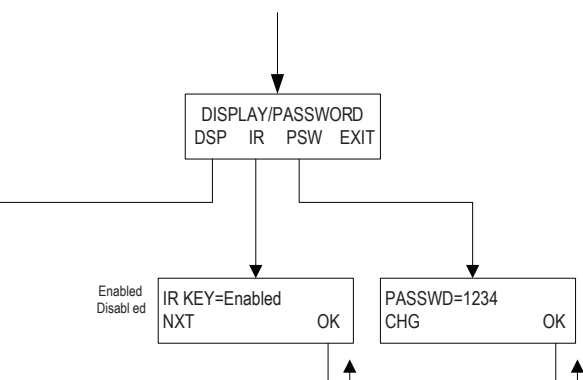 DISPLAY/PASSWORD
DSP IR PSW EXIT
Enabled
Disabl ed
IR KEY=Enabled
NXT OK
PASSWD=1234
CHG OK